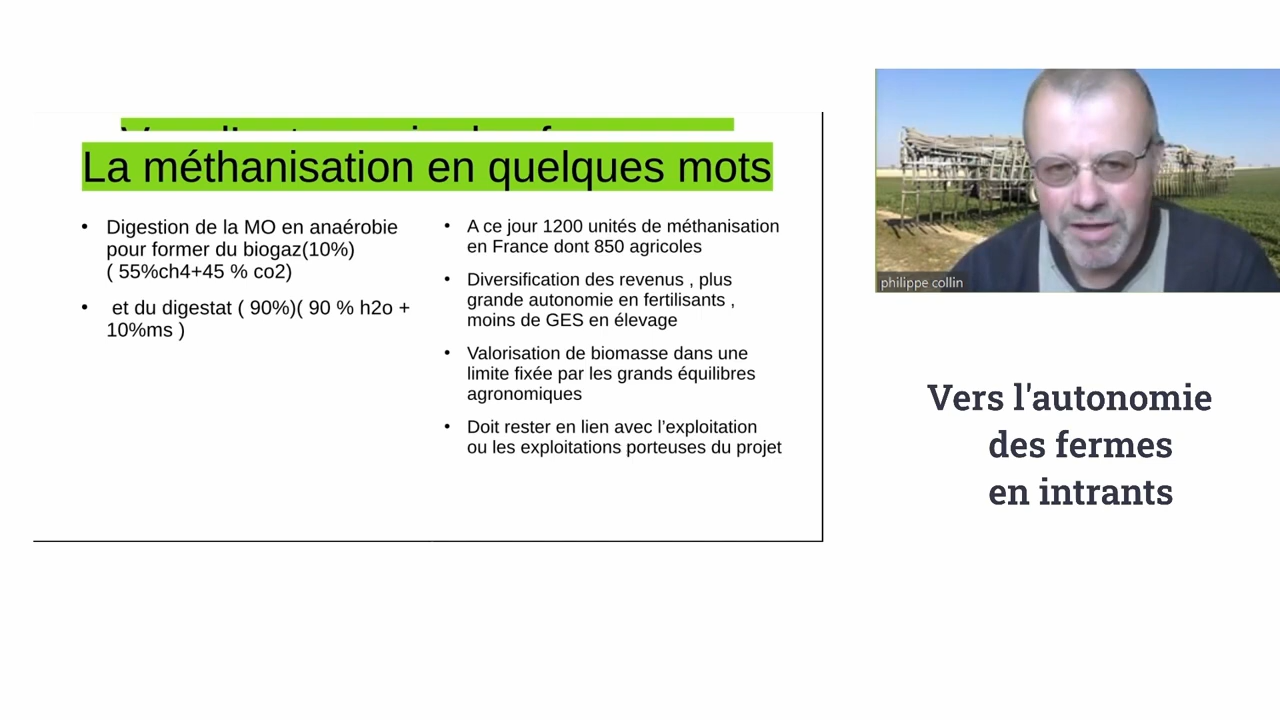 La méthanisation en quelques mots
• Digestion de la MO en anaérobie
pour former du biogaz(10%)
( 55%ch4+45 % co2)
• et du digestat ( 90%)( 90 % h2o +
10%ms )
• A ce jour 1200 unités de méthanisation
en France dont 850 agricoles
• Diversification des revenus , plus
grande autonomie en fertilisants ,
moins de GES en élevage
• Valorisation de biomasse dans une
limite fixée par les grands équilibres
agronomiques
• Doit rester en lien avec l’exploitation
ou les exploitations porteuses du projet
philippe collin
Vers l'autonomie
des fermes
en intrants